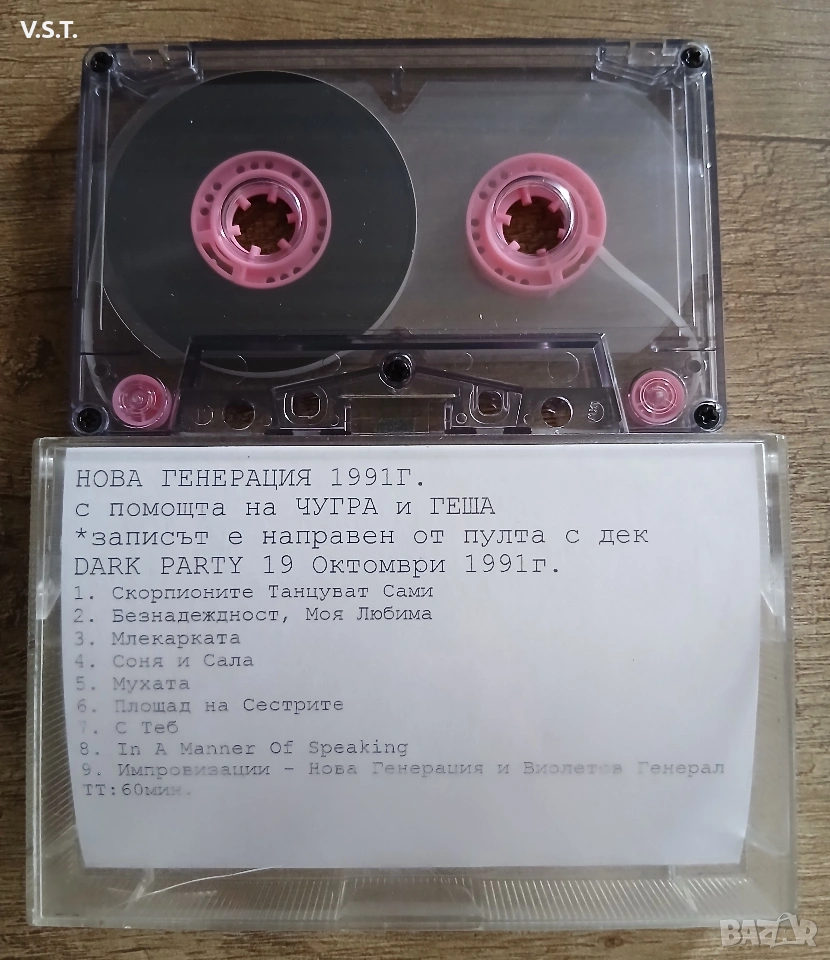 V.S.T.
НОВА ГЕНЕРАЦИЯ 1991Г.
с помощта на ЧУГРА и ГЕША
*записът е направен от пулта с дек
DARK PARTY 19 Октомври 1991г.
1. Скорпионите Танцуват Сами
2. Безнадеждност, Моя Любима
3. Млекарката
4. Соня и Сала
5. Мухата
6. Площад на Сестрите
7. С Теб
8. In A Manner Of Speaking
9. Импровизации - Нова Генерация и Виолетов Генерал
ТТ:60мин.
BAZAR